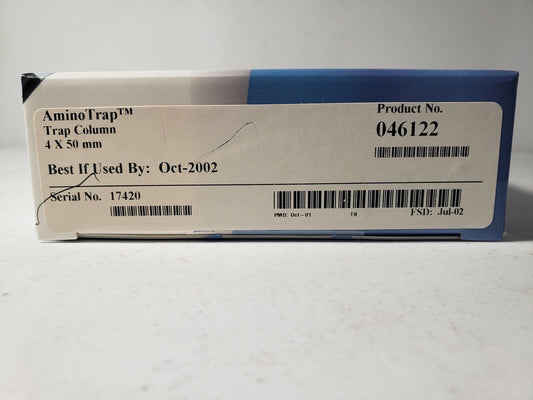 AminoTrap™
Trap Column
4 X 50 mm
Product No.
046122
Best If Used By: Oct-2002
Serial No. 17420
PMD: Oct-01 TB FSD: Jul-02